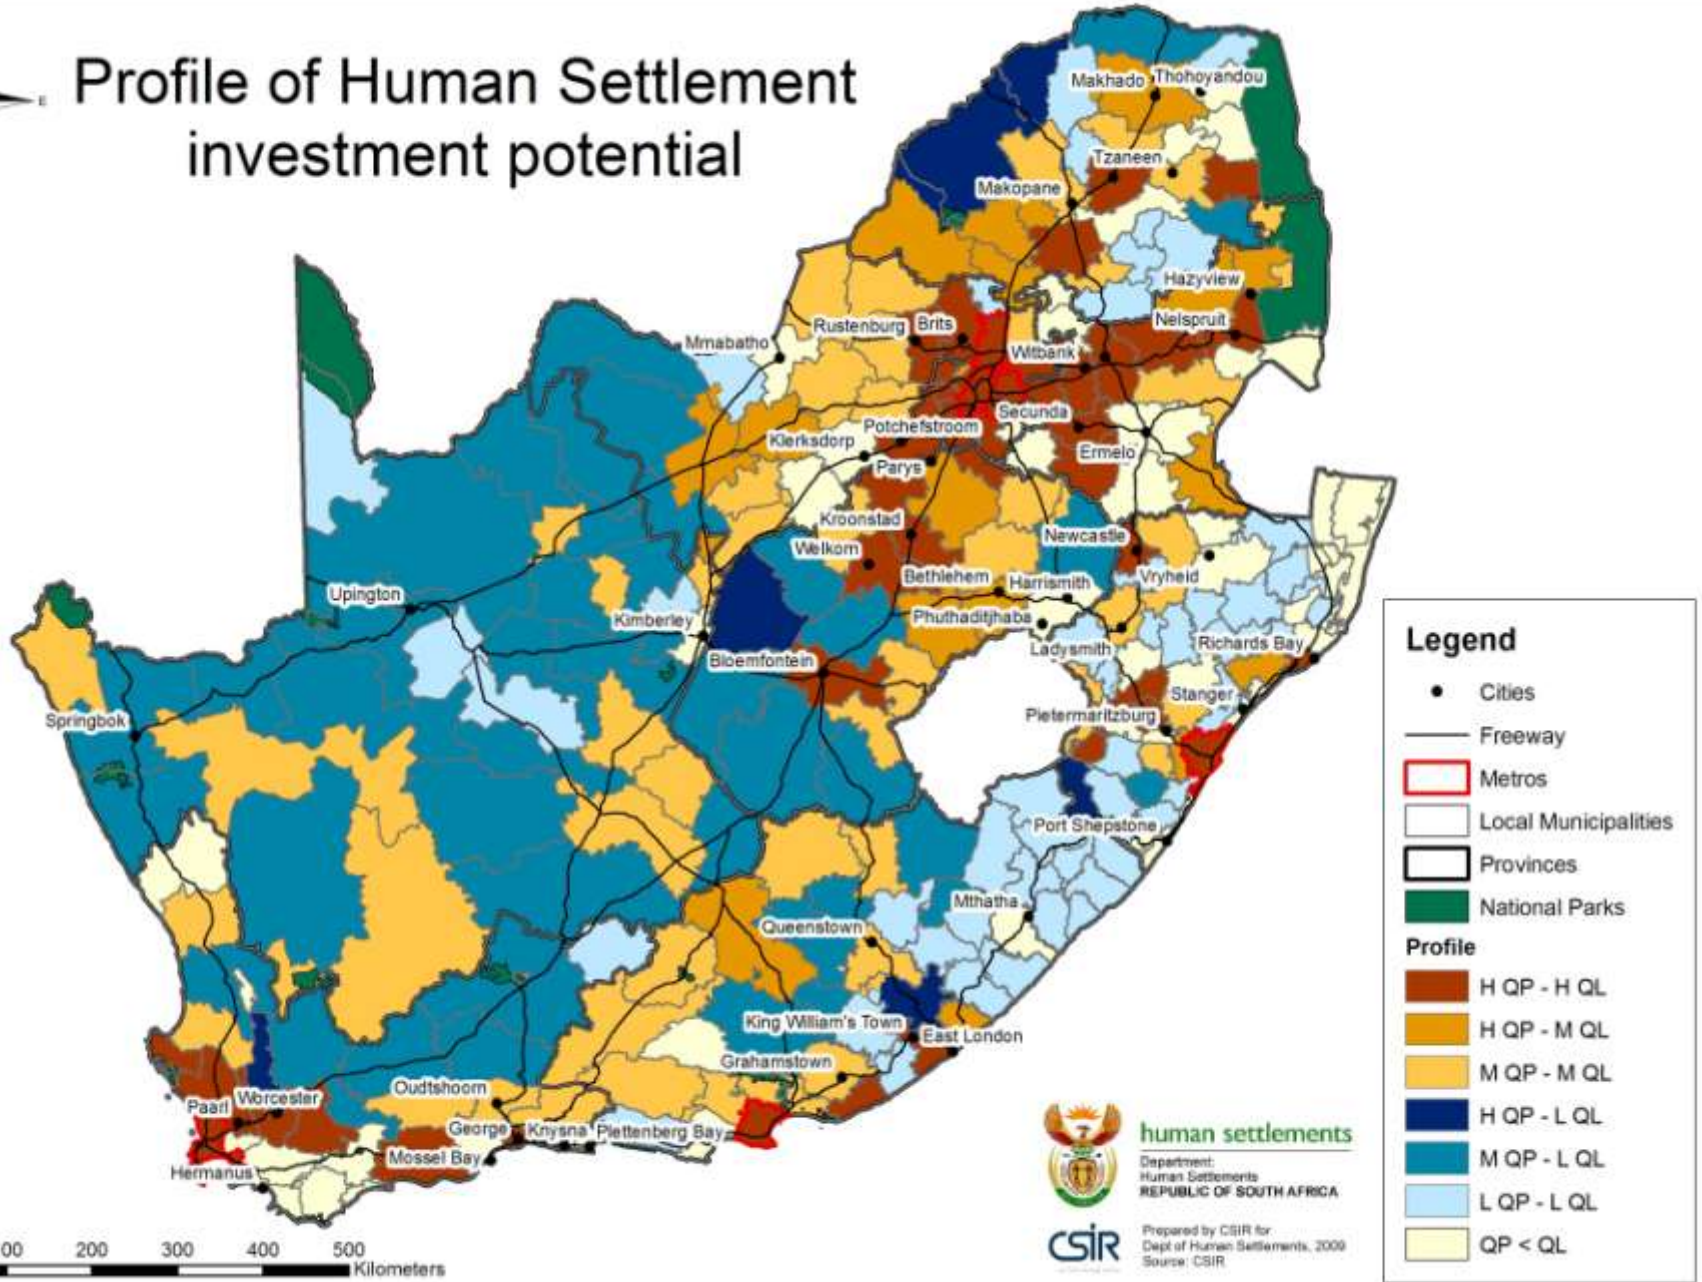 E
Profile of Human Settlement
investment potential
Makhado
Thohoyandou
Tzaneen
Makopane
Hazyview
Nelspruit
Rustenburg
Brits
Witbank
Mmabatho
Secunda
Potchefstroom
Klerksdorp
Ermelo
Parys
Kroonstad
Newcastle
Welkom
Bethlehem
Harrismith
Vryheid
Upington
Kimberley
Phuthaditjhaba
Ladysmith
Richards Bay
Bloemfontein
Stanger
Springbok
Pietermaritzburg
Port Shepstone
Mthatha
Queenstown
King William's Town
East London
Grahamstown
Oudtshoorn
Worcester
Paarl
George
Knysna
Plettenberg Bay
Mossel Bay
Hermanus
00 200 300 400 500
Kilometers
human settlements
Department:
Human Settlements
REPUBLIC OF SOUTH AFRICA
CSIR
Prepared by CSIR for
Dept of Human Settlements, 2009
Source: CSIR
Legend
Cities
Freeway
Metros
Local Municipalities
Provinces
National Parks
Profile
H QP - H QL
H QP - M QL
M QP - M QL
H QP - L QL
M QP - L QL
L QP - L QL
QP < QL